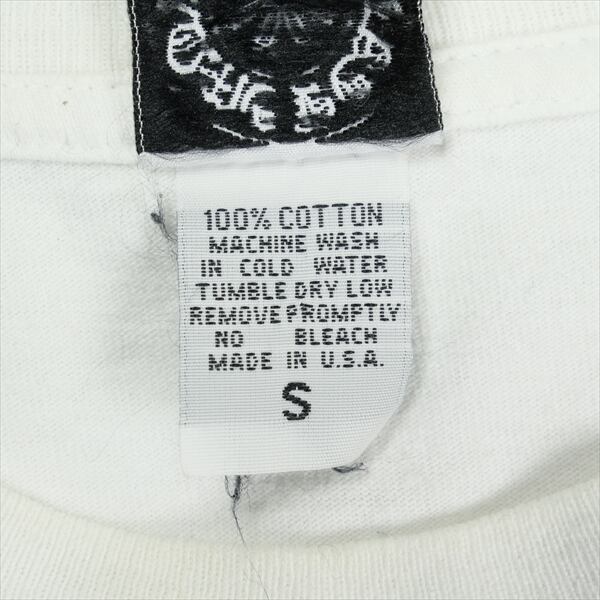 100% COTTON
MACHINE WASH
IN COLD WATER
TUMBLE DRY LOW
REMOVE PROMPTLY
NO BLEACH
MADE IN U.S.A.
S